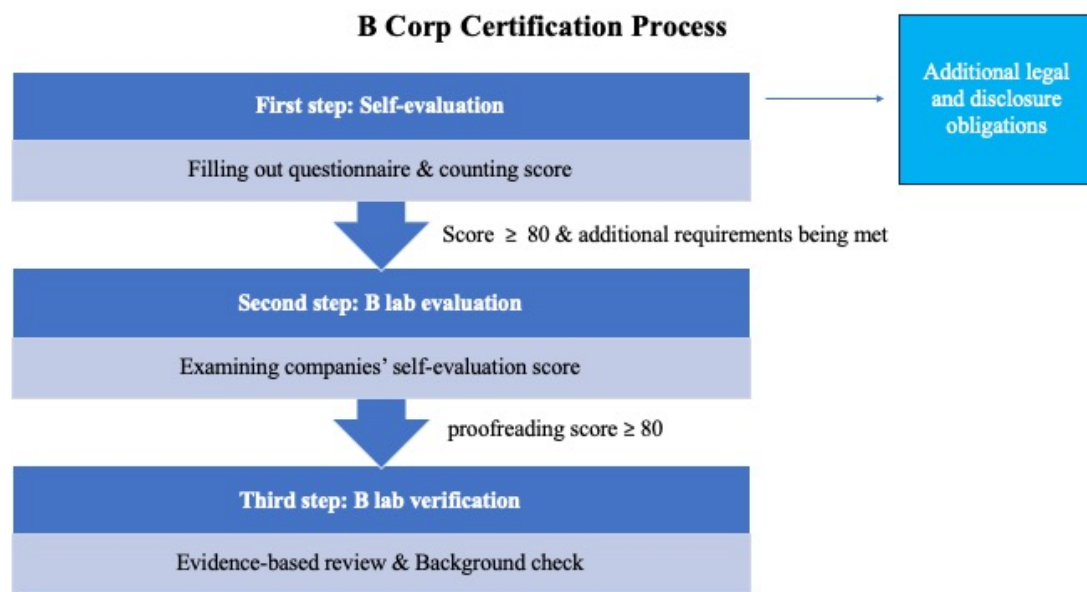 B Corp Certification Process
First step: Self-evaluation
Additional legal
and disclosure
obligations
Filling out questionnaire & counting score
Score ≥ 80 & additional requirements being met
Second step: B lab evaluation
Examining companies’ self-evaluation score
proofreading score ≥ 80
Third step: B lab verification
Evidence-based review & Background check